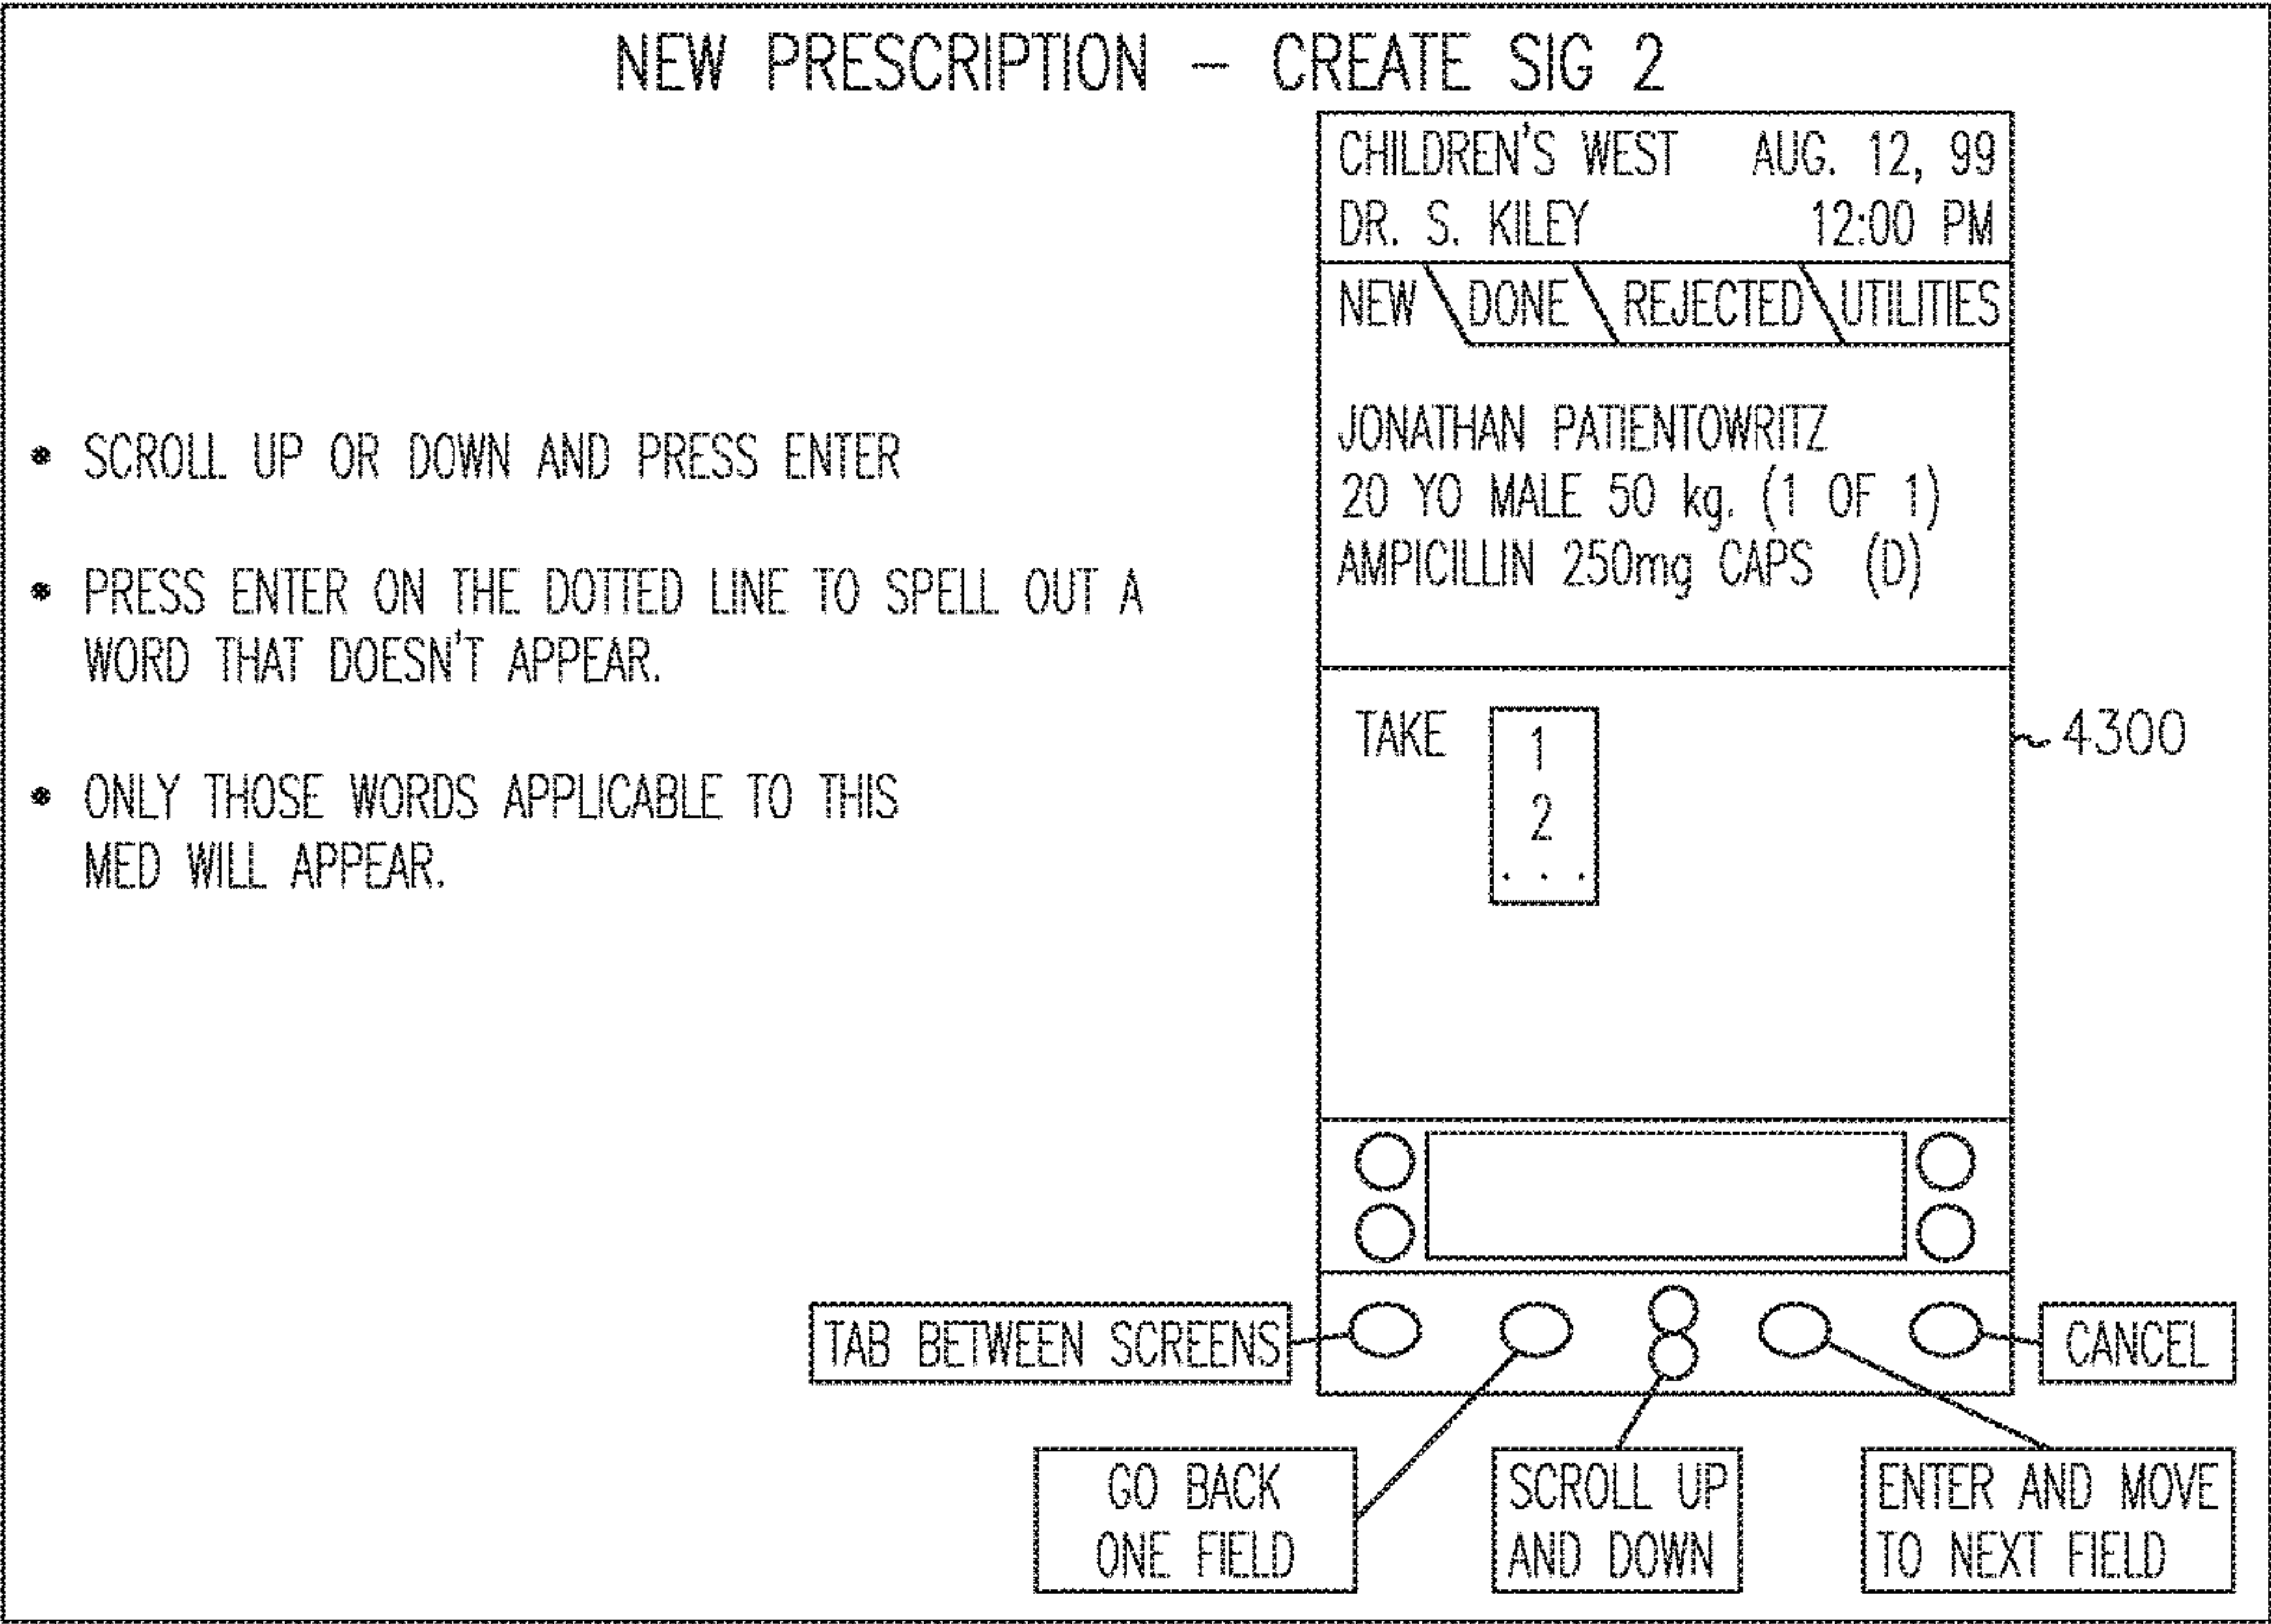 NEW PRESCRIPTION – CREATE SIG 2
• SCROLL UP OR DOWN AND PRESS ENTER
• PRESS ENTER ON THE DOTTED LINE TO SPELL OUT A
WORD THAT DOESN'T APPEAR.
• ONLY THOSE WORDS APPLICABLE TO THIS
MED WILL APPEAR.
CHILDREN'S WEST AUG. 12, 99
DR. S. KILEY 12:00 PM
NEW DONE REJECTED UTILITIES
JONATHAN PATIENTOWRITZ
20 YO MALE 50 kg. (1 OF 1)
AMPICILLIN 250mg CAPS (D)
TAKE 1
2
. . .
4300
TAB BETWEEN SCREENS
CANCEL
GO BACK
ONE FIELD
SCROLL UP
AND DOWN
ENTER AND MOVE
TO NEXT FIELD